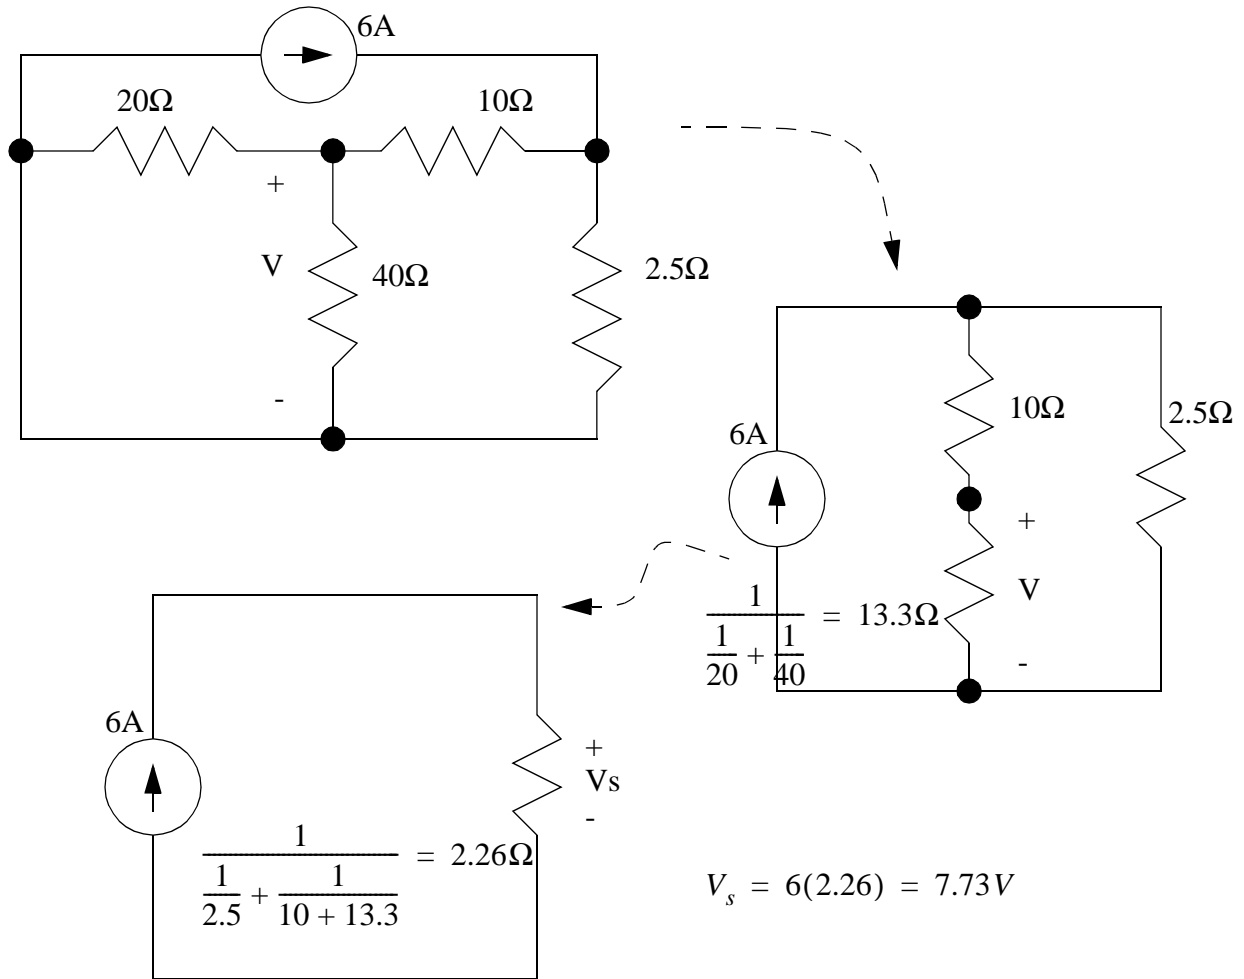 6A
20Ω
10Ω
+
V
40Ω
-
2.5Ω
10Ω
2.5Ω
6A
+
V
-
1 / (1/20 + 1/40) = 13.3Ω
6A
+
Vs
-
1 / (1/2.5 + 1/(10 + 13.3)) = 2.26Ω
V_s = 6(2.26) = 7.73V